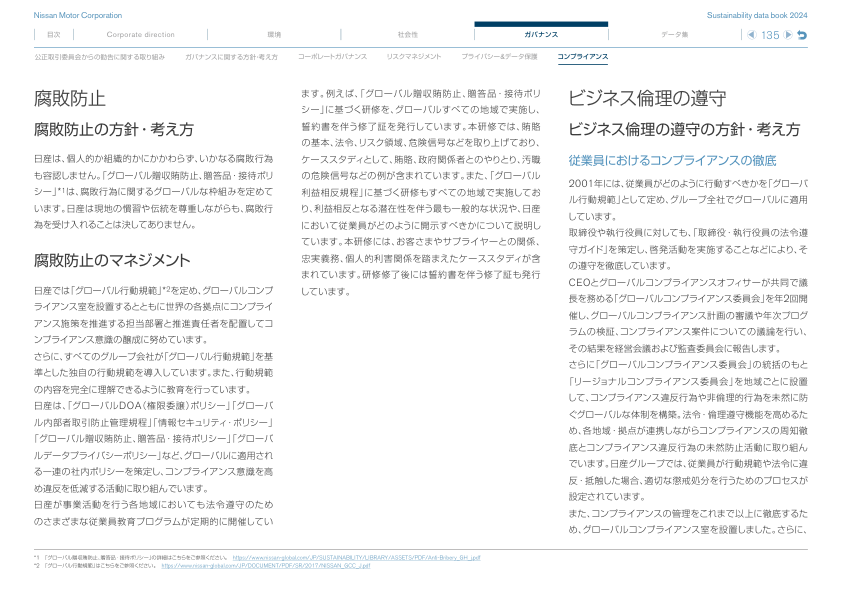 Nissan Motor Corporation
Sustainability data book 2024
目次
Corporate direction
環境
社会性
ガバナンス
データ集
135
公正取引委員会からの勧告に関する取り組み
ガバナンスに関する方針・考え方
コーポレートガバナンス
リスクマネジメント
プライバシー&データ保護
コンプライアンス
腐敗防止
腐敗防止の方針・考え方
日産は、個人的か組織的かにかかわらず、いかなる腐敗行為
も容認しません。「グローバル贈収賄防止、贈答品・接待ポリ
シー」*1は、腐敗行為に関するグローバルな枠組みを定めて
います。日産は現地の慣習や伝統を尊重しながらも、腐敗行
為を受け入れることは決してありません。
腐敗防止のマネジメント
日産では「グローバル行動規範」*2を定め、グローバルコンプ
ライアンス室を設置するとともに世界の各拠点にコンプライ
アンス施策を推進する担当部署と推進責任者を配置してコ
ンプライアンス意識の醸成に努めています。
さらに、すべてのグループ会社が「グローバル行動規範」を基
準とした独自の行動規範を導入しています。また、行動規範
の内容を完全に理解できるように教育を行っています。
日産は、「グローバルDOA（権限委譲）ポリシー」「グローバ
ル内部者取引防止管理規程」「情報セキュリティ・ポリシー」
「グローバル贈収賄防止、贈答品・接待ポリシー」「グローバ
ルデータプライバシーポリシー」など、グローバルに適用され
る一連の社内ポリシーを策定し、コンプライアンス意識を高
め違反を低減する活動に取り組んでいます。
日産が事業活動を行う各地域においても法令遵守のため
のさまざまな従業員教育プログラムが定期的に開催してい
ます。例えば、「グローバル贈収賄防止、贈答品・接待ポリ
シー」に基づく研修を、グローバルすべての地域で実施し、
誓約書を伴う修了証を発行しています。本研修では、賄賂
の基本、法令、リスク領域、危険信号などを取り上げており、
ケーススタディとして、賄賂、政府関係者とのやりとり、汚職
の危険信号などの例が含まれています。また、「グローバル
利益相反規程」に基づく研修もすべての地域で実施してお
り、利益相反となる潜在性を伴う最も一般的な状況や、日産
において従業員がどのように開示すべきかについて説明し
ています。本研修には、お客さまやサプライヤーとの関係、
忠実義務、個人的利害関係を踏まえたケーススタディが含
まれています。研修修了後には誓約書を伴う修了証も発行
しています。
ビジネス倫理の遵守
ビジネス倫理の遵守の方針・考え方
従業員におけるコンプライアンスの徹底
2001年には、従業員がどのように行動すべきかを「グローバ
ル行動規範」として定め、グループ全社でグローバルに適用
しています。
取締役や執行役員に対しても、「取締役・執行役員の法令遵
守ガイド」を策定し、啓発活動を実施することなどにより、そ
の遵守を徹底しています。
CEOとグローバルコンプライアンスオフィサーが共同で議
長を務める「グローバルコンプライアンス委員会」を年2回開
催し、グローバルコンプライアンス計画の審議や年次プログ
ラムの検証、コンプライアンス案件についての議論を行い、
その結果を経営会議および監査委員会に報告します。
さらに「グローバルコンプライアンス委員会」の統括のもと
「リージョナルコンプライアンス委員会」を地域ごとに設置
して、コンプライアンス違反行為や非倫理的行為を未然に防
ぐグローバルな体制を構築。法令・倫理遵守機能を高めるた
め、各地域・拠点が連携しながらコンプライアンスの周知徹
底とコンプライアンス違反行為の未然防止活動に取り組ん
でいます。日産グループでは、従業員が行動規範や法令に違
反・抵触した場合、適切な懲戒処分を行うためのプロセスが
設定されています。
また、コンプライアンスの管理をこれまで以上に徹底するた
め、グローバルコンプライアンス室を設置しました。さらに、
*1 「グローバル贈収賄防止、贈答品・接待ポリシー」の詳細はこちらをご参照ください。 https://www.nissan-global.com/JP/SUSTAINABILITY/LIBRARY/ASSETS/PDF/Anti-Bribery_GH_j.pdf
*2 「グローバル行動規範」はこちらをご参照ください。 https://www.nissan-global.com/JP/DOCUMENT/PDF/SR/2017/NISSAN_GCC_J.pdf